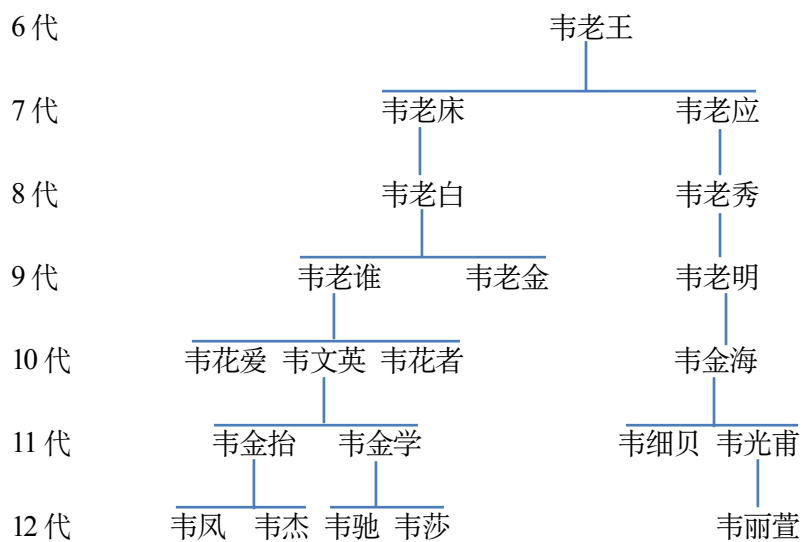 6 代 韦老王
7 代 韦老床 韦老应
8 代 韦老白 韦老秀
9 代 韦老谁 韦老金 韦老明
10 代 韦花爱 韦文英 韦花者 韦金海
11 代 韦金抬 韦金学 韦细贝 韦光甫
12 代 韦凤 韦杰 韦驰 韦莎 韦丽萱